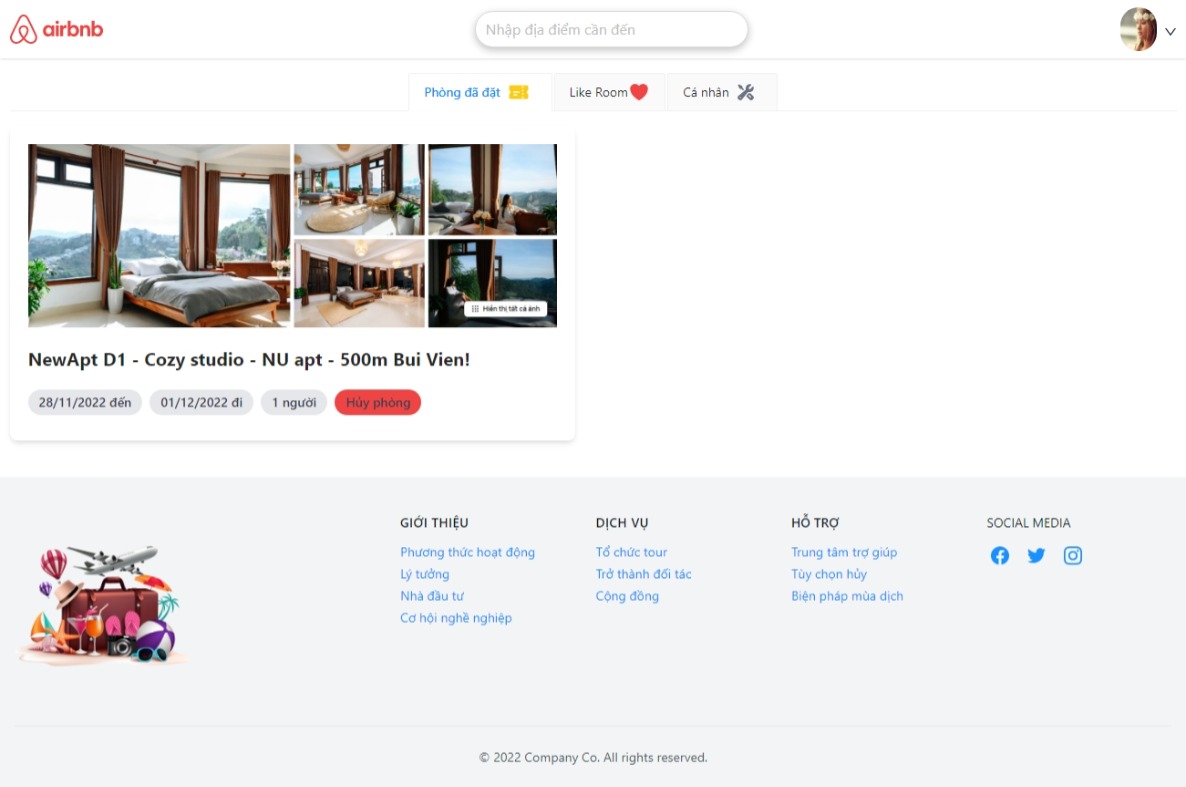 airbnb
Nhập địa điểm cần đến
Phòng đã đặt
Like Room
Cá nhân
Hiển thị tất cả ảnh
NewApt D1 - Cozy studio - NU apt - 500m Bui Vien!
28/11/2022 đến
01/12/2022 đi
1 người
Hủy phòng
GIỚI THIỆU
Phương thức hoạt động
Lý tưởng
Nhà đầu tư
Cơ hội nghề nghiệp
DỊCH VỤ
Tổ chức tour
Trở thành đối tác
Cộng đồng
HỖ TRỢ
Trung tâm trợ giúp
Tùy chọn hủy
Biện pháp mùa dịch
SOCIAL MEDIA
© 2022 Company Co. All rights reserved.